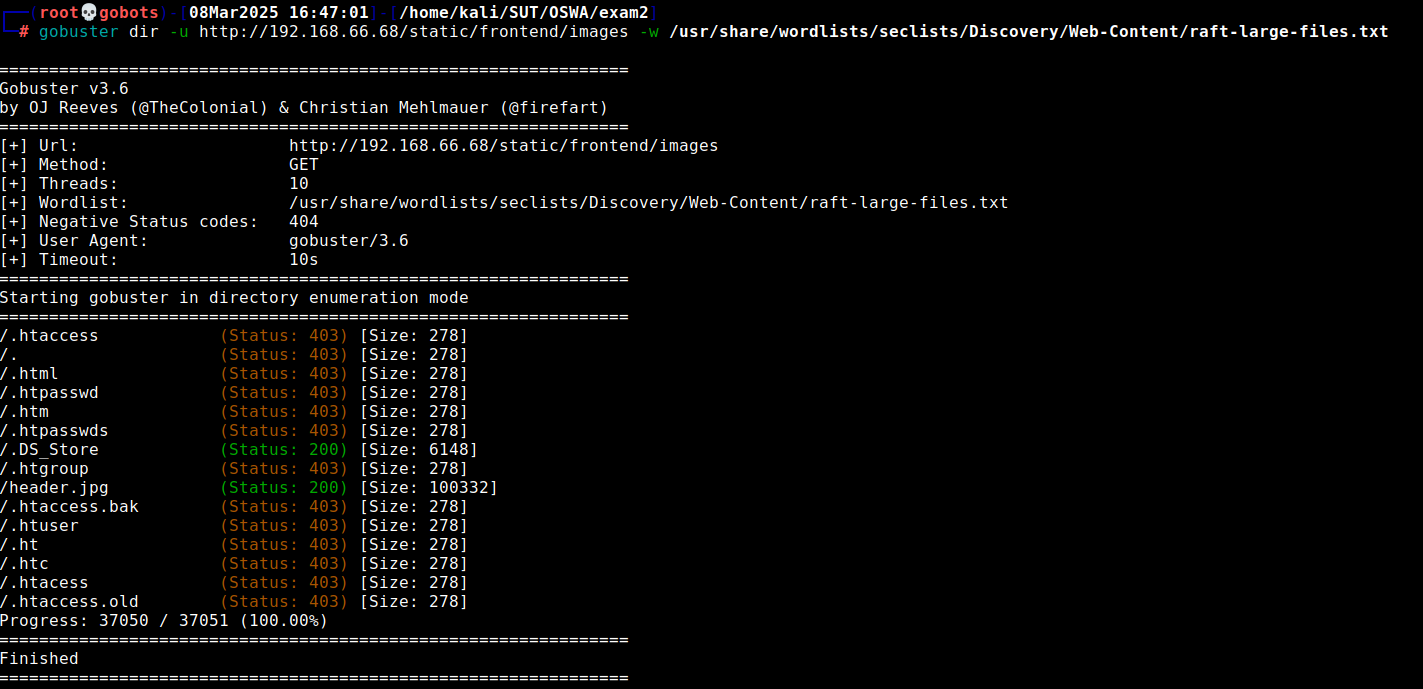 ┌──(root💀gobots)-[08Mar2025 16:47:01]-[/home/kali/SUT/OSWA/exam2]
└─# gobuster dir -u http://192.168.66.68/static/frontend/images -w /usr/share/wordlists/seclists/Discovery/Web-Content/raft-large-files.txt
===============================================================
Gobuster v3.6
by OJ Reeves (@TheColonial) & Christian Mehlmauer (@firefart)
===============================================================
[+] Url:                     http://192.168.66.68/static/frontend/images
[+] Method:                  GET
[+] Threads:                 10
[+] Wordlist:                /usr/share/wordlists/seclists/Discovery/Web-Content/raft-large-files.txt
[+] Negative Status codes:   404
[+] User Agent:              gobuster/3.6
[+] Timeout:                 10s
===============================================================
Starting gobuster in directory enumeration mode
===============================================================
/.htaccess            (Status: 403) [Size: 278]
/.                    (Status: 403) [Size: 278]
/.html                (Status: 403) [Size: 278]
/.htpasswd            (Status: 403) [Size: 278]
/.htm                 (Status: 403) [Size: 278]
/.htpasswds           (Status: 403) [Size: 278]
/.DS_Store            (Status: 200) [Size: 6148]
/.htgroup             (Status: 403) [Size: 278]
/header.jpg           (Status: 200) [Size: 100332]
/.htaccess.bak        (Status: 403) [Size: 278]
/.htuser              (Status: 403) [Size: 278]
/.ht                  (Status: 403) [Size: 278]
/.htc                 (Status: 403) [Size: 278]
/.htacess             (Status: 403) [Size: 278]
/.htaccess.old        (Status: 403) [Size: 278]
Progress: 37050 / 37051 (100.00%)
===============================================================
Finished
===============================================================